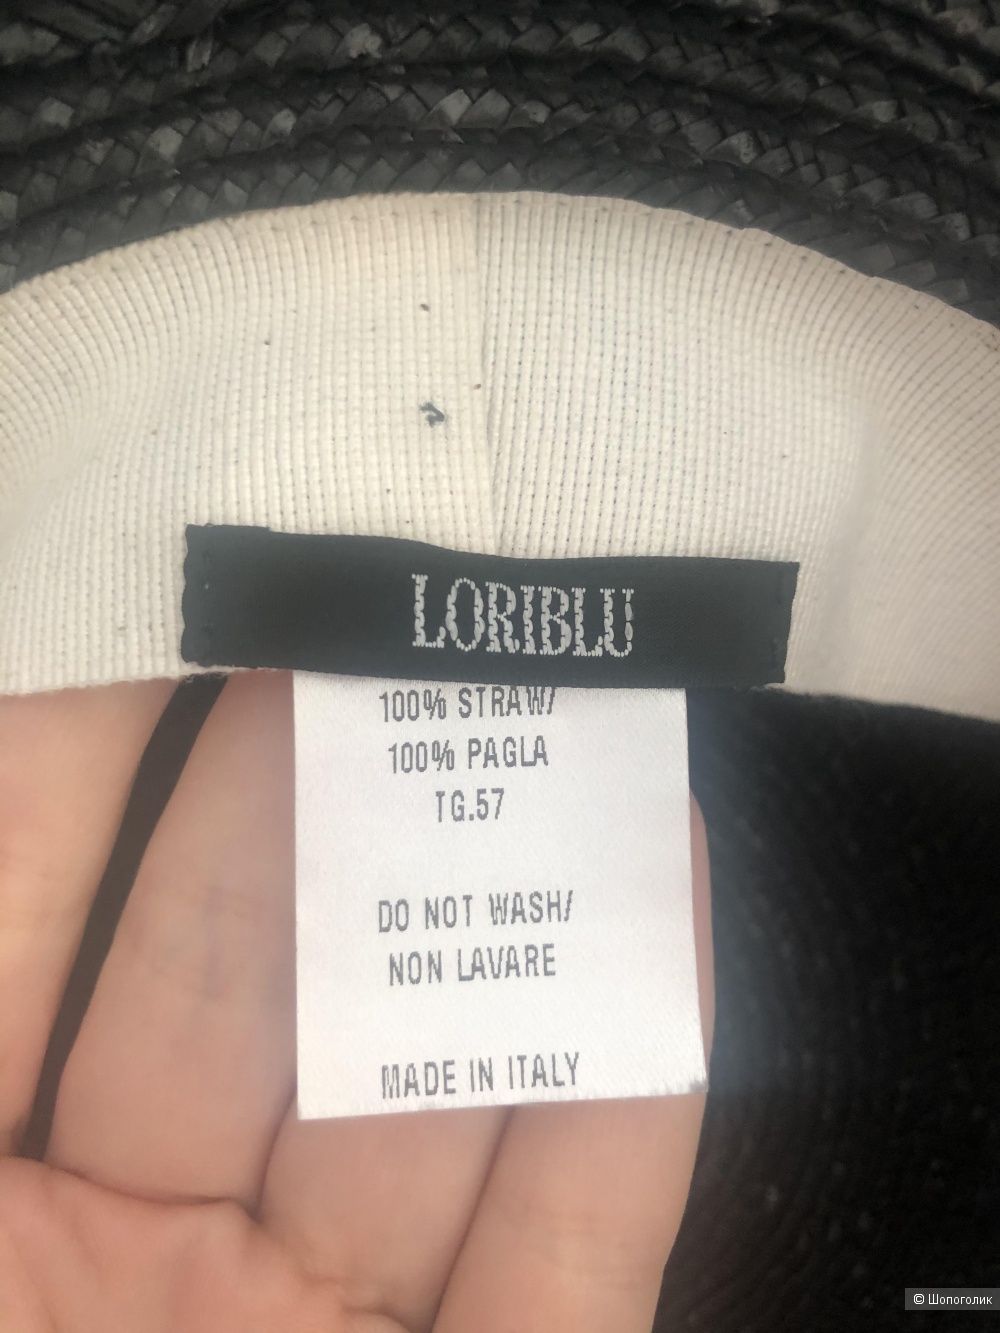 LORIBLU
100% STRAW/
100% PAGLA
TG.57
DO NOT WASH/
NON LAVARE
MADE IN ITALY
© Шопоголик